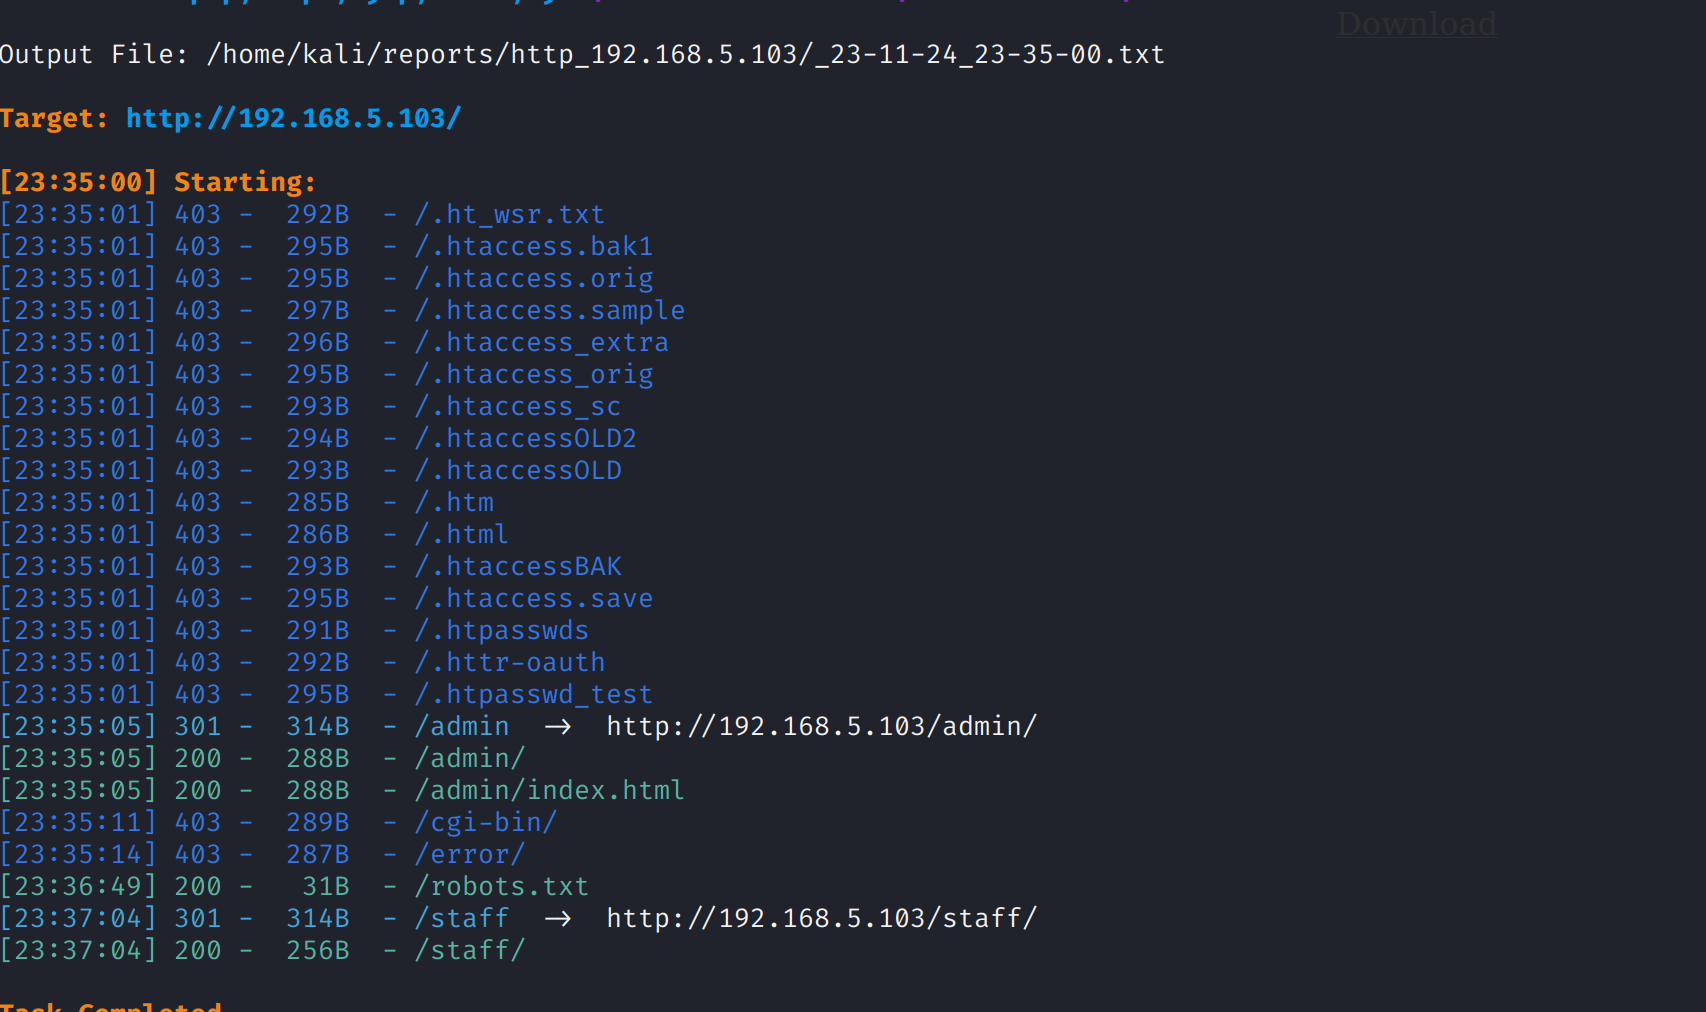 Download
Output File: /home/kali/reports/http_192.168.5.103/_23-11-24_23-35-00.txt
Target: http://192.168.5.103/
[23:35:00] Starting:
[23:35:01] 403 -  292B  - /.ht_wsr.txt
[23:35:01] 403 -  295B  - /.htaccess.bak1
[23:35:01] 403 -  295B  - /.htaccess.orig
[23:35:01] 403 -  297B  - /.htaccess.sample
[23:35:01] 403 -  296B  - /.htaccess_extra
[23:35:01] 403 -  295B  - /.htaccess_orig
[23:35:01] 403 -  293B  - /.htaccess_sc
[23:35:01] 403 -  294B  - /.htaccessOLD2
[23:35:01] 403 -  293B  - /.htaccessOLD
[23:35:01] 403 -  285B  - /.htm
[23:35:01] 403 -  286B  - /.html
[23:35:01] 403 -  293B  - /.htaccessBAK
[23:35:01] 403 -  295B  - /.htaccess.save
[23:35:01] 403 -  291B  - /.htpasswds
[23:35:01] 403 -  292B  - /.httr-oauth
[23:35:01] 403 -  295B  - /.htpasswd_test
[23:35:05] 301 -  314B  - /admin  →  http://192.168.5.103/admin/
[23:35:05] 200 -  288B  - /admin/
[23:35:05] 200 -  288B  - /admin/index.html
[23:35:11] 403 -  289B  - /cgi-bin/
[23:35:14] 403 -  287B  - /error/
[23:36:49] 200 -   31B  - /robots.txt
[23:37:04] 301 -  314B  - /staff  →  http://192.168.5.103/staff/
[23:37:04] 200 -  256B  - /staff/
Task Completed